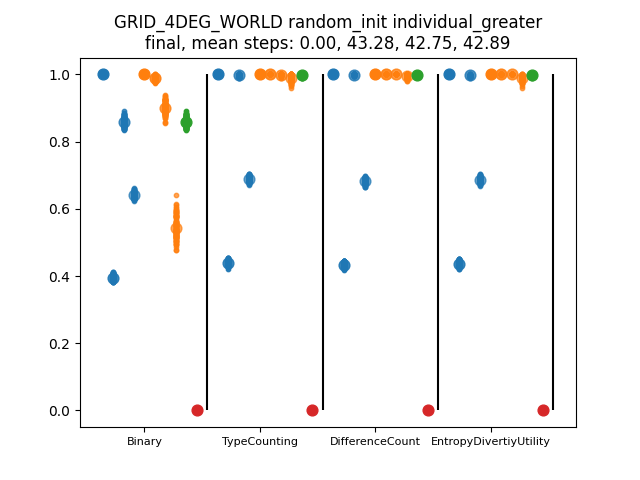 GRID_4DEG_WORLD random_init individual_greater
final, mean steps: 0.00, 43.28, 42.75, 42.89
1.0
0.8
0.6
0.4
0.2
0.0
Binary
TypeCounting
DifferenceCount
EntropyDivertiyUtility